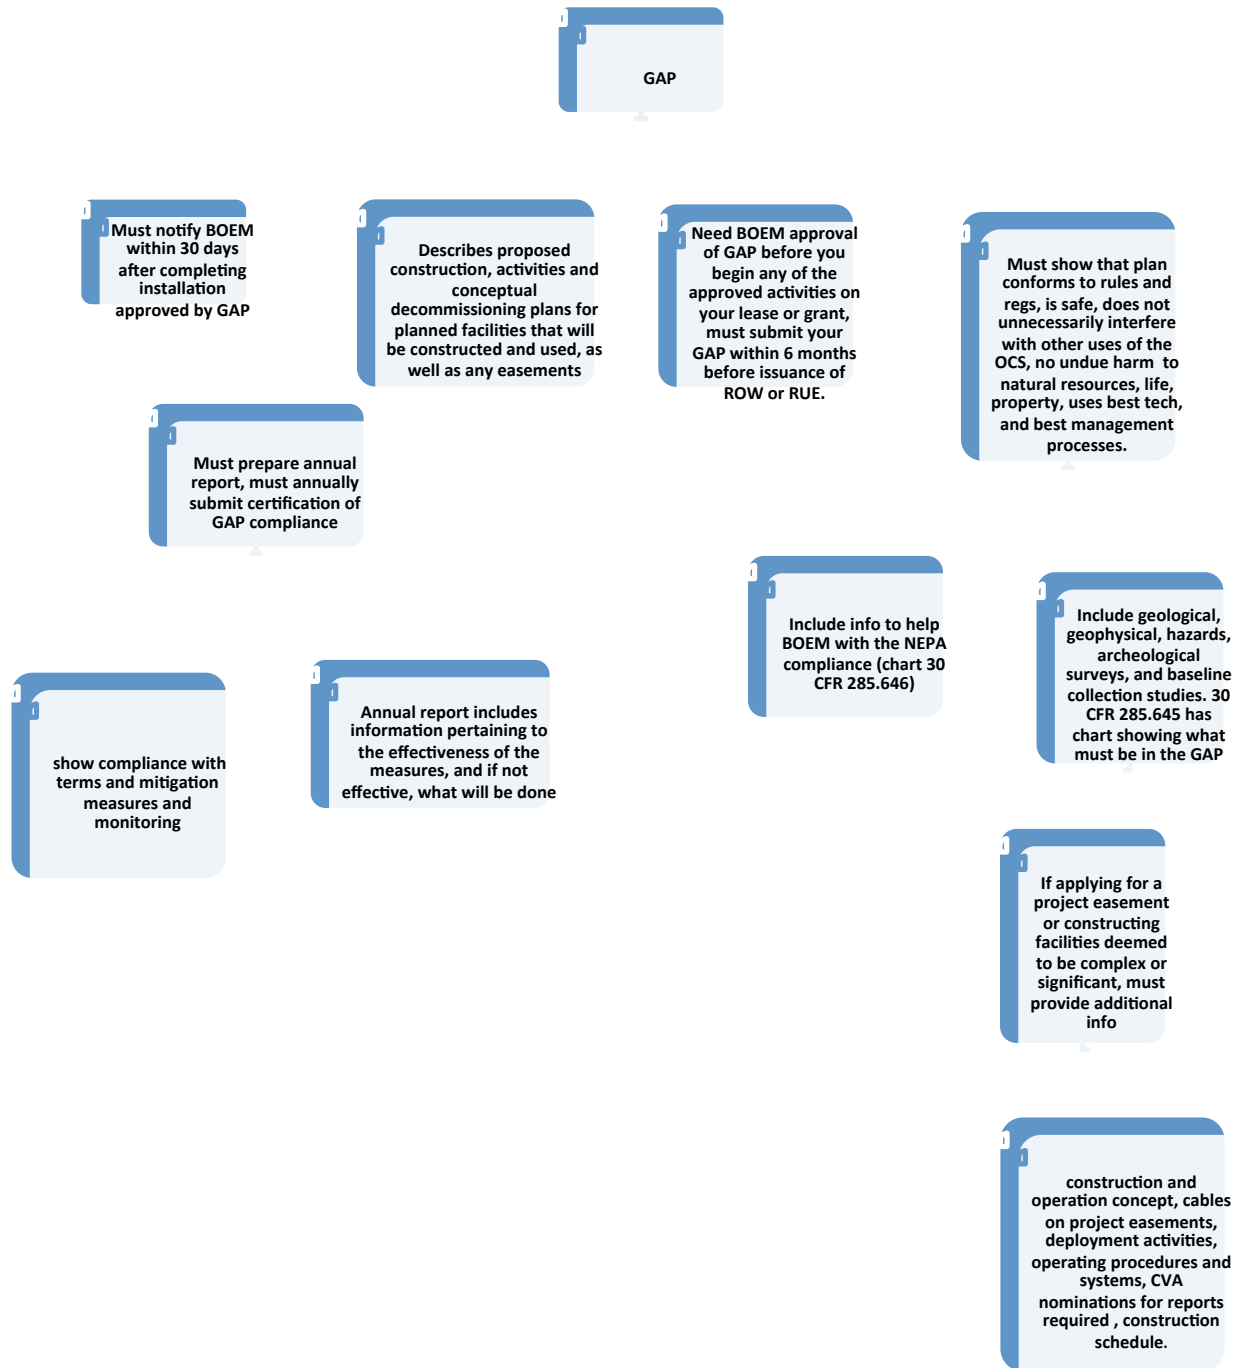 GAP
Must notify BOEM
within 30 days
after completing
installation
approved by GAP
Describes proposed
construction, activities and
conceptual
decommissioning plans for
planned facilities that will
be constructed and used, as
well as any easements
Need BOEM approval
of GAP before you
begin any of the
approved activities on
your lease or grant,
must submit your
GAP within 6 months
before issuance of
ROW or RUE.
Must show that plan
conforms to rules and
regs, is safe, does not
unnecessarily interfere
with other uses of the
OCS, no undue harm to
natural resources, life,
property, uses best tech,
and best management
processes.
Must prepare annual
report, must annually
submit certification of
GAP compliance
Include info to help
BOEM with the NEPA
compliance (chart 30
CFR 285.646)
Include geological,
geophysical, hazards,
archeological
surveys, and baseline
collection studies. 30
CFR 285.645 has
chart showing what
must be in the GAP
show compliance with
terms and mitigation
measures and
monitoring
Annual report includes
information pertaining to
the effectiveness of the
measures, and if not
effective, what will be done
If applying for a
project easement
or constructing
facilities deemed
to be complex or
significant, must
provide additional
info
construction and
operation concept, cables
on project easements,
deployment activities,
operating procedures and
systems, CVA
nominations for reports
required , construction
schedule.